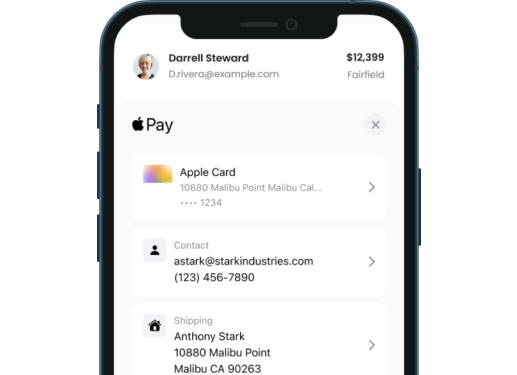 Darrell Steward
$12,399
D.rivera@example.com
Fairfield
Pay
Apple Card
10880 Malibu Point Malibu Cal...
•••• 1234
Contact
astark@starkindustries.com
(123) 456-7890
Shipping
Anthony Stark
10880 Malibu Point
Malibu CA 90263